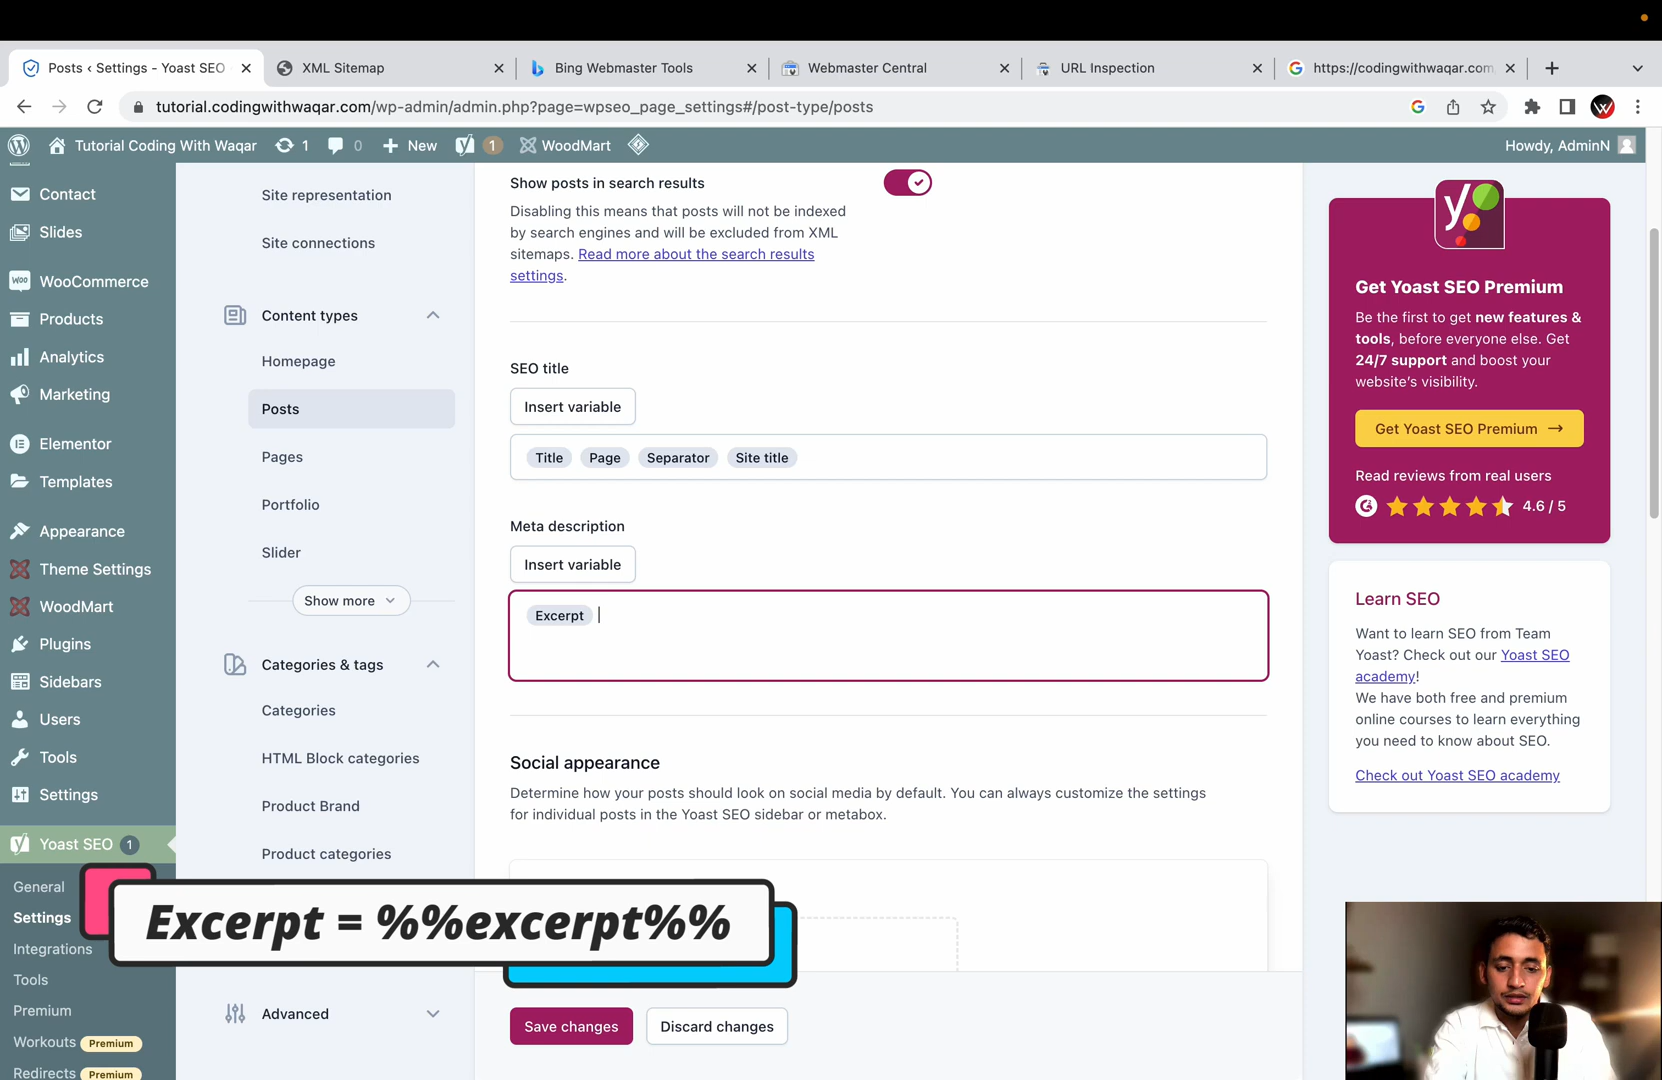 Posts ‹ Settings - Yoast SEO
XML Sitemap
Bing Webmaster Tools
Webmaster Central
URL Inspection
https://codingwithwaqar.com
tutorial.codingwithwaqar.com/wp-admin/admin.php?page=wpseo_page_settings#/post-type/posts
Tutorial Coding With Waqar
1
0
New
1
WoodMart
Howdy, AdminN
Contact
Slides
WooCommerce
Products
Analytics
Marketing
Elementor
Templates
Appearance
Theme Settings
WoodMart
Plugins
Sidebars
Users
Tools
Settings
Yoast SEO 1
General
Settings
Integrations
Tools
Premium
Workouts Premium
Redirects Premium
Site representation
Site connections
Content types
Homepage
Posts
Pages
Portfolio
Slider
Show more
Categories & tags
Categories
HTML Block categories
Product Brand
Product categories
Advanced
Show posts in search results
Disabling this means that posts will not be indexed
by search engines and will be excluded from XML
sitemaps. Read more about the search results
settings.
SEO title
Insert variable
Title Page Separator Site title
Meta description
Insert variable
Excerpt
Social appearance
Determine how your posts should look on social media by default. You can always customize the settings
for individual posts in the Yoast SEO sidebar or metabox.
Excerpt = %%excerpt%%
Save changes
Discard changes
Get Yoast SEO Premium
Be the first to get new features &
tools, before everyone else. Get
24/7 support and boost your
website's visibility.
Get Yoast SEO Premium →
Read reviews from real users
4.6 / 5
Learn SEO
Want to learn SEO from Team
Yoast? Check out our Yoast SEO
academy!
We have both free and premium
online courses to learn everything
you need to know about SEO.
Check out Yoast SEO academy